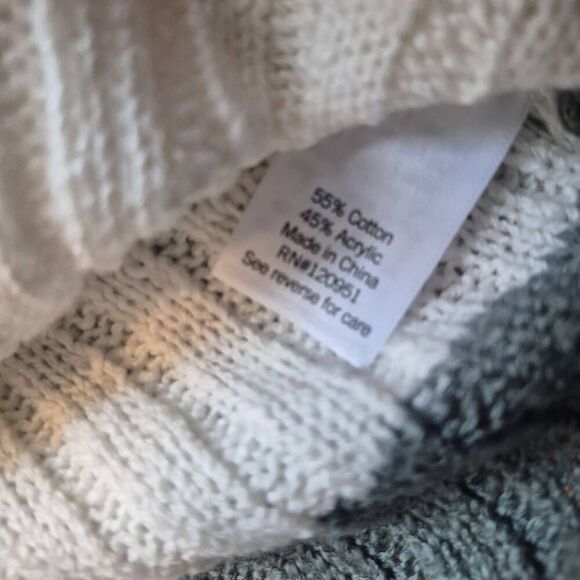 55% Cotton
45% Acrylic
Made in China
RN#120951
See reverse for care